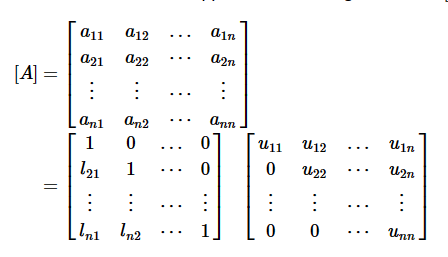 [A] = [ a₁₁ a₁₂ … a₁ₙ
a₂₁ a₂₂ ⋯ a₂ₙ
⋮ ⋮ ⋯ ⋮
aₙ₁ aₙ₂ ⋯ aₙₙ ]
= [ 1 0 … 0 ] [ u₁₁ u₁₂ … u₁ₙ
l₂₁ 1 ⋯ 0 0 u₂₂ ⋯ u₂ₙ
⋮ ⋮ ⋯ ⋮ ⋮ ⋮ ⋯ ⋮
lₙ₁ lₙ₂ ⋯ 1 0 0 ⋯ uₙₙ ]